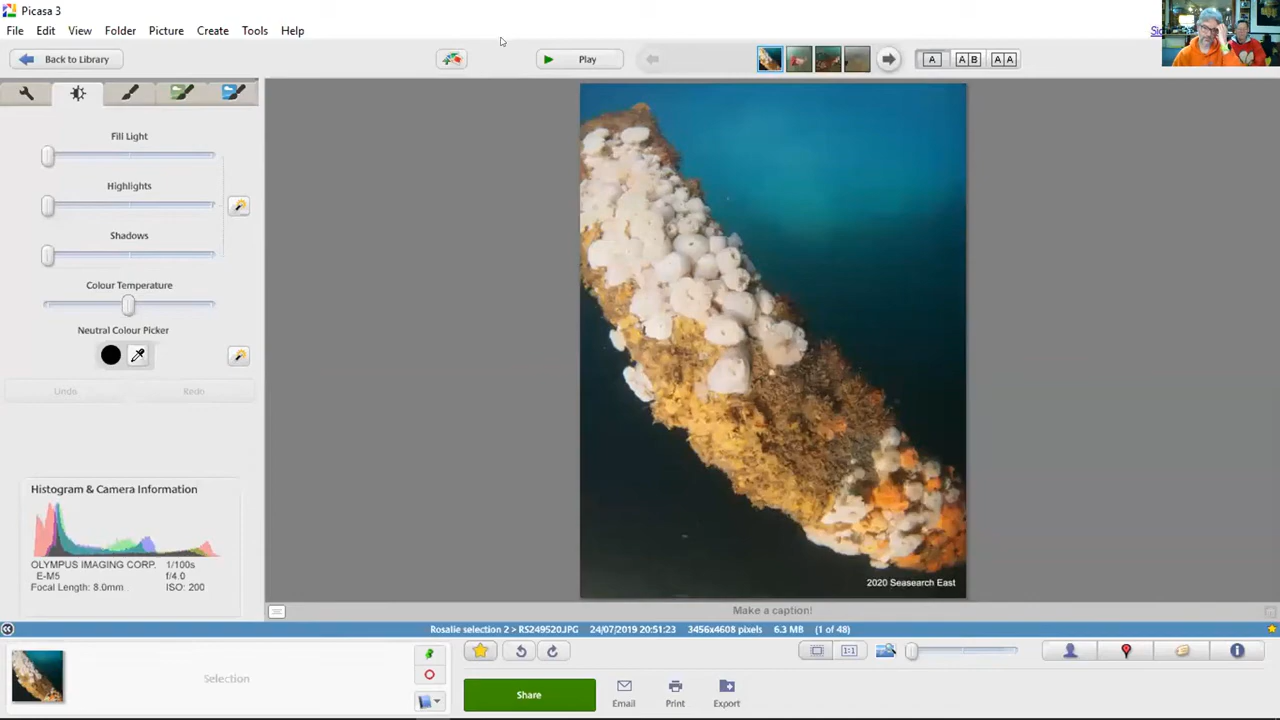 Picasa 3
File Edit View Folder Picture Create Tools Help
Back to Library
Play
A
A B
A A
Fill Light
Highlights
Shadows
Colour Temperature
Neutral Colour Picker
Undo Redo
Histogram & Camera Information
OLYMPUS IMAGING CORP. 1/100s
E-M5 f/4.0
Focal Length: 8.0mm ISO: 200
2020 Seasearch East
Make a caption!
Rosalie selection 2 > RS249520.JPG 24/07/2019 20:51:23 3456x4608 pixels 6.3 MB (1 of 48)
Selection
1:1
Share
Email Print Export